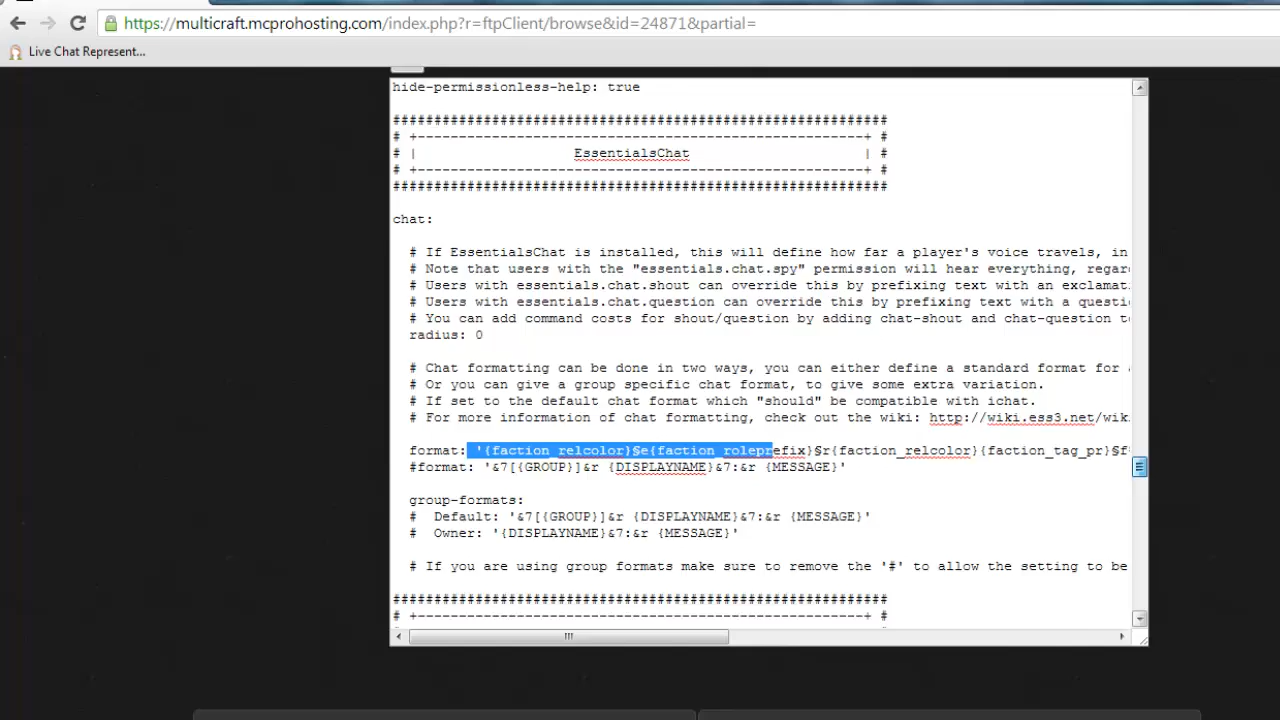 https://multicraft.mcprohosting.com/index.php?r=ftpClient/browse&id=24871&partial=
Live Chat Represent...
hide-permissionless-help: true
######################################################
# +------------------------------------------------------+ #
# | EssentialsChat | #
# +------------------------------------------------------+ #
######################################################
chat:
# If EssentialsChat is installed, this will define how far a player's voice travels, in
# Note that users with the "essentials.chat.spy" permission will hear everything, regar
# Users with essentials.chat.shout can override this by prefixing text with an exclamat
# Users with essentials.chat.question can override this by prefixing text with a questi
# You can add command costs for shout/question by adding chat-shout and chat-question t
radius: 0
# Chat formatting can be done in two ways, you can either define a standard format for
# Or you can give a group specific chat format, to give some extra variation.
# If set to the default chat format which "should" be compatible with ichat.
# For more information of chat formatting, check out the wiki: http://wiki.ess3.net/wik
format: '{faction_relcolor}§e{faction_roleprefix}§r{faction_relcolor}{faction_tag_pr}§f
#format: '&7[{GROUP}]&r {DISPLAYNAME}&7:&r {MESSAGE}'
group-formats:
# Default: '&7[{GROUP}]&r {DISPLAYNAME}&7:&r {MESSAGE}'
# Owner: '{DISPLAYNAME}&7:&r {MESSAGE}'
# If you are using group formats make sure to remove the '#' to allow the setting to be
######################################################
# +------------------------------------------------------+ #